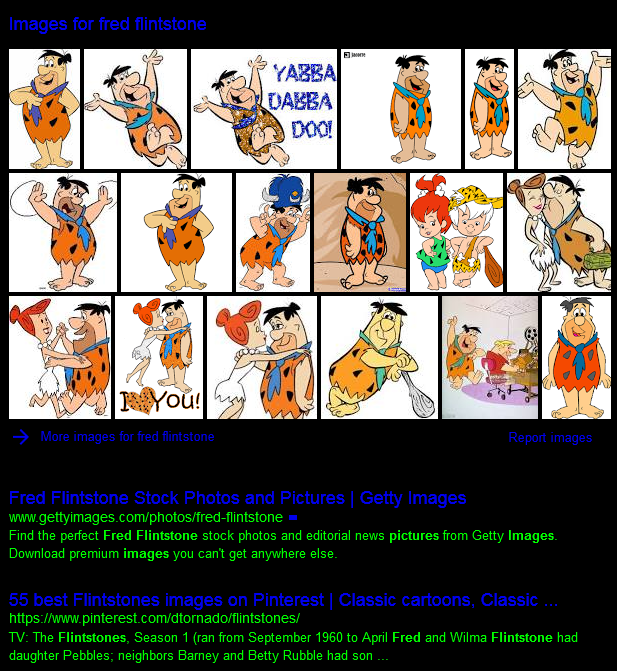 Images for fred flintstone
YABBA
DABBA
DOO!
I YOU!
More images for fred flintstone
Report images
Fred Flintstone Stock Photos and Pictures | Getty Images
www.gettyimages.com/photos/fred-flintstone
Find the perfect Fred Flintstone stock photos and editorial news pictures from Getty Images.
Download premium images you can't get anywhere else.
55 best Flintstones Images on Pinterest | Classic cartoons, Classic ...
https://www.pinterest.com/dtornado/flintstones/
TV: The Flintstones, Season 1 (ran from September 1960 to April Fred and Wilma Flintstone had
daughter Pebbles; neighbors Barney and Betty Rubble had son ...